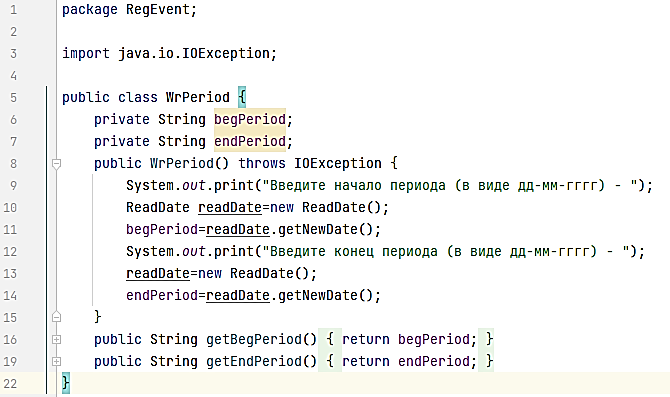 1 package RegEvent;
2
3 import java.io.IOException;
4
5 public class WrPeriod {
6 private String begPeriod;
7 private String endPeriod;
8 public WrPeriod() throws IOException {
9 System.out.print("Введите начало периода (в виде дд-мм-гггг) - ");
10 ReadDate readDate=new ReadDate();
11 begPeriod=readDate.getNewDate();
12 System.out.print("Введите конец периода (в виде дд-мм-гггг) - ");
13 readDate=new ReadDate();
14 endPeriod=readDate.getNewDate();
15 }
16 public String getBegPeriod() { return begPeriod; }
19 public String getEndPeriod() { return endPeriod; }
22 }